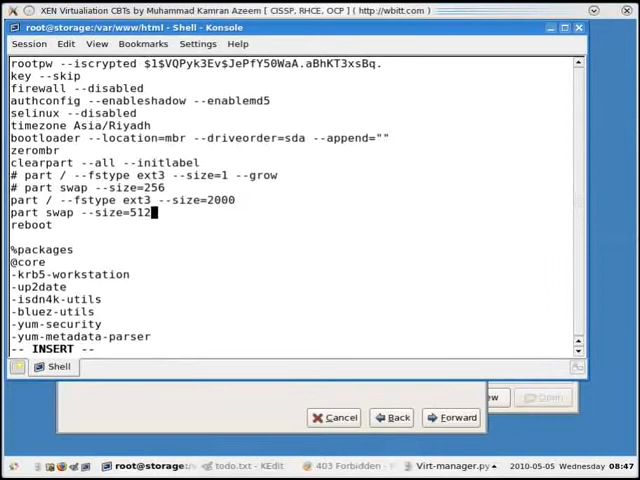 XEN Virtualiation CBTs by Muhammad Kamran Azeem [ CISSP, RHCE, OCP ] ( http://wbitt.com )
root@storage:/var/www/html - Shell - Konsole
Session Edit View Bookmarks Settings Help
rootpw --iscrypted $1$VQPyk3Ev$JePfY50WaA.aBhKT3xsBq.
key --skip
firewall --disabled
authconfig --enableshadow --enablemd5
selinux --disabled
timezone Asia/Riyadh
bootloader --location=mbr --driveorder=sda --append=""
zerombr
clearpart --all --initlabel
# part / --fstype ext3 --size=1 --grow
# part swap --size=256
part / --fstype ext3 --size=2000
part swap --size=512
reboot
%packages
@core
-krb5-workstation
-up2date
-isdn4k-utils
-bluez-utils
-yum-security
-yum-metadata-parser
-- INSERT --
Shell
Open
Cancel Back Forward
root@storage:/ todo.txt - KEdit 403 Forbidden - Virt-manager.py 2010-05-05 Wednesday 08:47